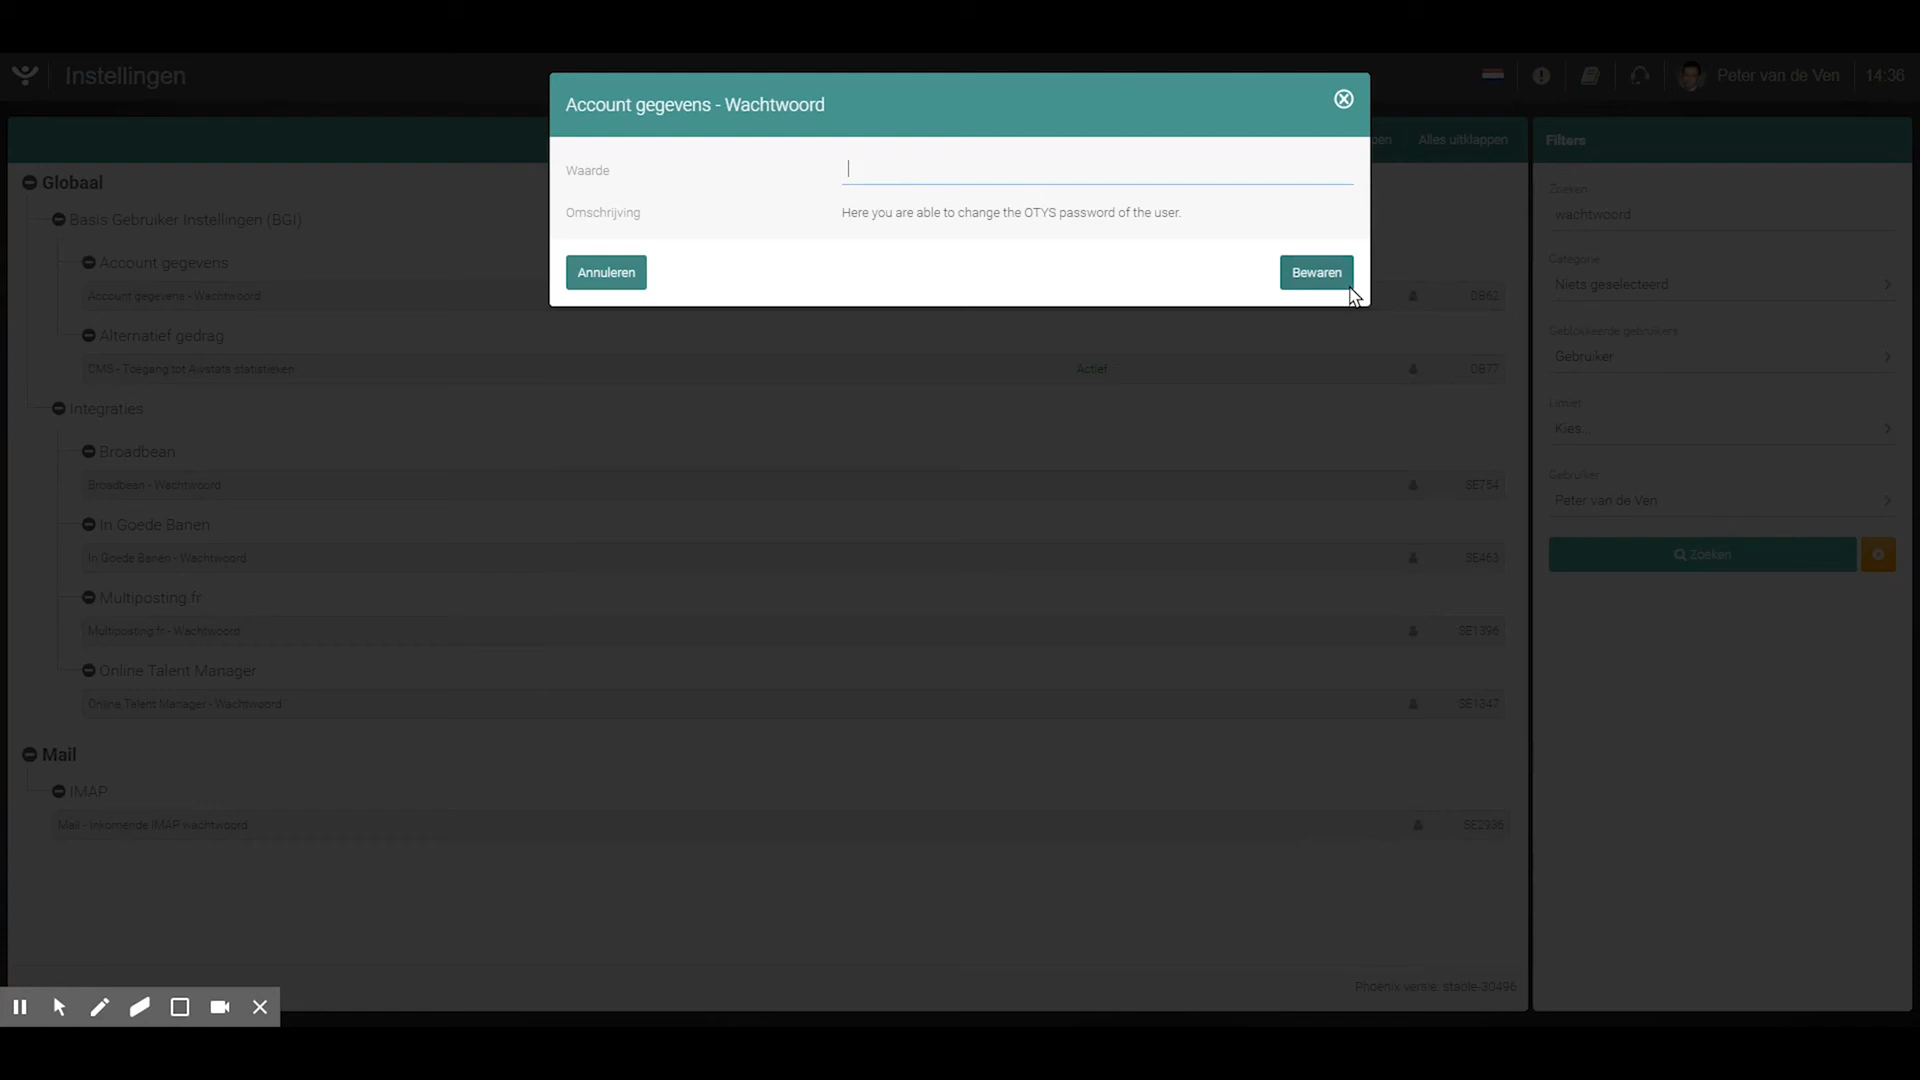 Instellingen
Peter van de Ven
14:36
Account gegevens - Wachtwoord
Waarde
Omschrijving
Here you are able to change the OTYS password of the user.
Annuleren
Bewaren
Alles uitklappen
Globaal
Basis Gebruiker Instellingen (BGI)
Account gegevens
Account gegevens - Wachtwoord
DB62
Alternatief gedrag
CMS - Toegang tot Awstats statistieken
Actief
DB77
Integraties
Broadbean
Broadbean - Wachtwoord
SE754
In Goede Banen
In Goede Banen - Wachtwoord
SE463
Multiposting.fr
Multiposting.fr - Wachtwoord
SE1396
Online Talent Manager
Online Talent Manager - Wachtwoord
SE1347
Mail
IMAP
Mail - Inkomende IMAP wachtwoord
SE2936
Phoenix versie: stable-30496
Filters
Zoeken
wachtwoord
Categorie
Niets geselecteerd
Geblokkeerde gebruikers
Gebruiker
Limiet
Kies...
Gebruiker
Peter van de Ven
Zoeken